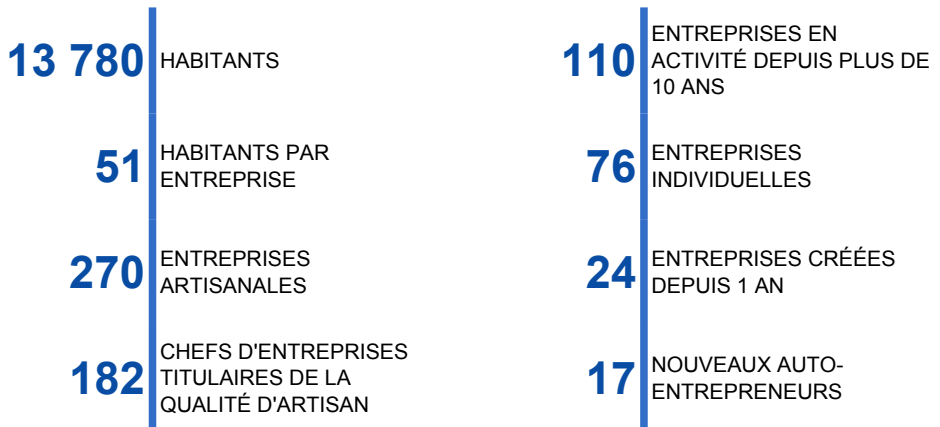 13 780
HABITANTS
51
HABITANTS PAR
ENTREPRISE
270
ENTREPRISES
ARTISANALES
182
CHEFS D'ENTREPRISES
TITULAIRES DE LA
QUALITÉ D'ARTISAN
110
ENTREPRISES EN
ACTIVITÉ DEPUIS PLUS DE
10 ANS
76
ENTREPRISES
INDIVIDUELLES
24
ENTREPRISES CRÉÉES
DEPUIS 1 AN
17
NOUVEAUX AUTO-
ENTREPRENEURS